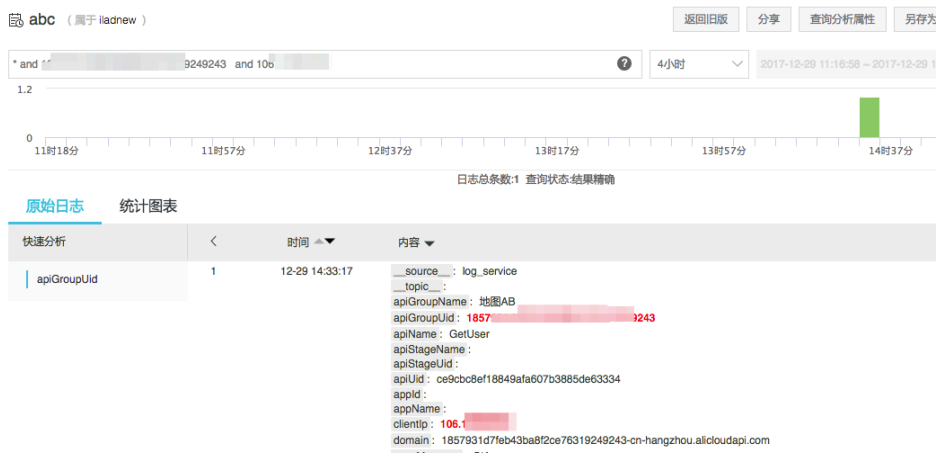 abc （属于 iladnew ）
返回旧版 分享 查询分析属性 另存为
* and 9249243 and 106 ? 4小时 2017-12-29 11:16:58 ~ 2017-12-29 1
1.2
0
11时18分 11时57分 12时37分 13时17分 13时57分 14时37分
日志总条数:1 查询状态:结果精确
原始日志 统计图表
快速分析 < 时间 内容
apiGroupUid
1 12-29 14:33:17
__source__ : log_service
__topic__ :
apiGroupName : 地图AB
apiGroupUid : 1857 9243
apiName : GetUser
apiStageName :
apiStageUid :
apiUid : ce9cbc8ef18849afa607b3885de63334
appId :
appName :
clientIp : 106.1
domain : 1857931d7feb43ba8f2ce76319249243-cn-hangzhou.alicloudapi.com